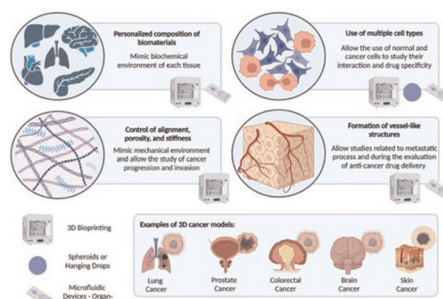 Personalized composition of
biomaterials
Mimic biochemical
environment of each tissue
Use of multiple cell types
Allow the use of normal and
cancer cells to study their
interaction and drug specificity
Control of alignment,
porosity, and stiffness
Mimic mechanical environment
and allow the study of cancer
progression and invasion
Formation of vessel-like
structures
Allow studies related to metastatic
process and during the evaluation
of anti-cancer drug delivery
3D Bioprinting
Spheroids or
Hanging Drops
Microfluidic
Devices - Organ-
Examples of 3D cancer models:
Lung
Cancer
Prostate
Cancer
Colorectal
Cancer
Brain
Cancer
Skin
Cancer